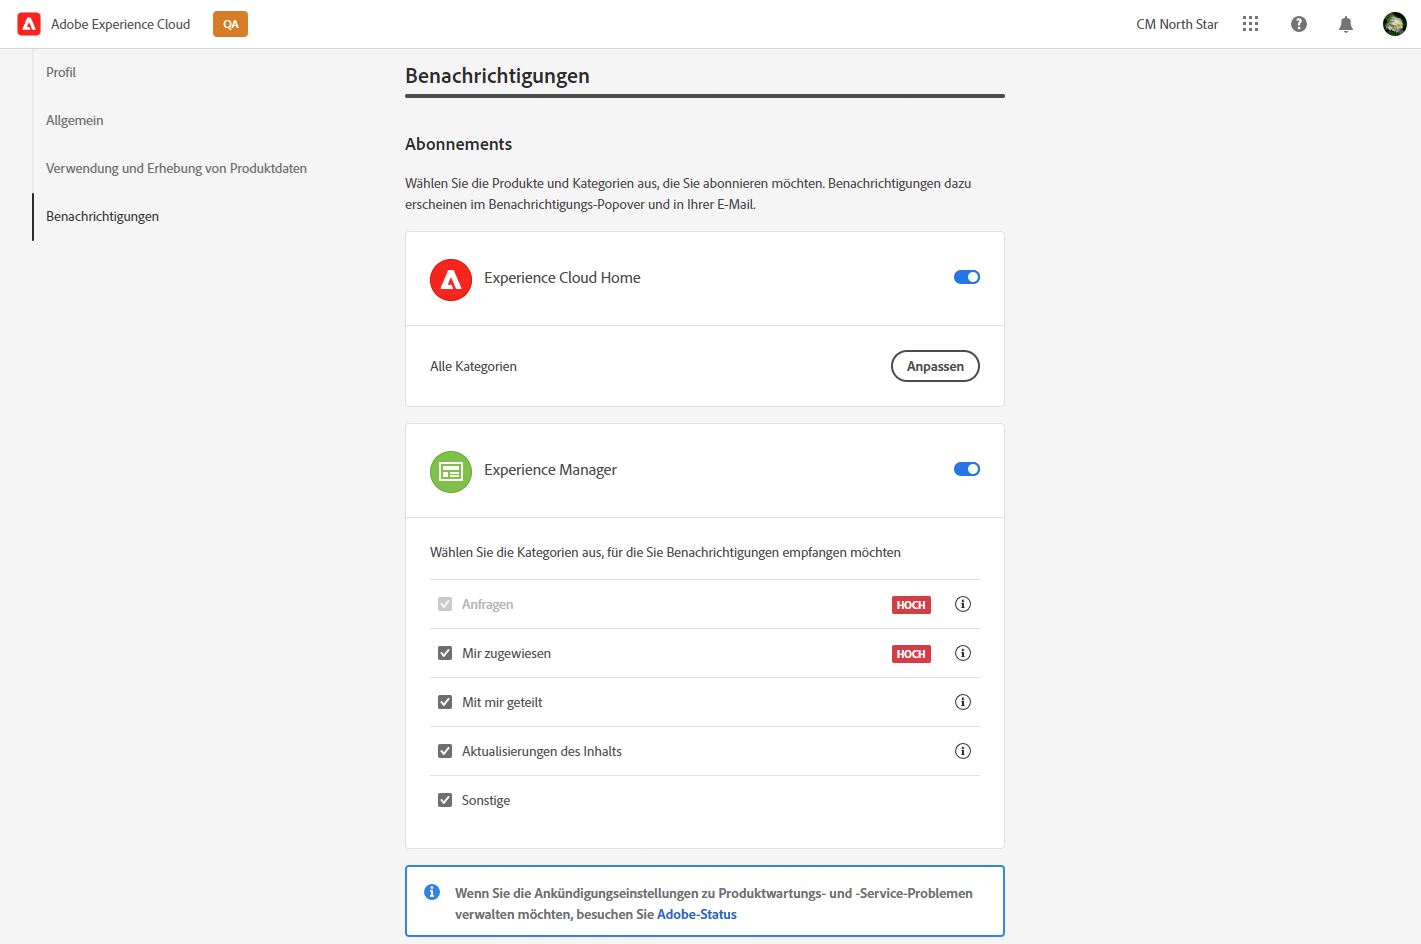 Adobe Experience Cloud
QA
CM North Star
Profil
Allgemein
Verwendung und Erhebung von Produktdaten
Benachrichtigungen
Benachrichtigungen
Abonnements
Wählen Sie die Produkte und Kategorien aus, die Sie abonnieren möchten. Benachrichtigungen dazu
erscheinen im Benachrichtigungs-Popover und in Ihrer E-Mail.
Experience Cloud Home
Alle Kategorien
Anpassen
Experience Manager
Wählen Sie die Kategorien aus, für die Sie Benachrichtigungen empfangen möchten
Anfragen HOCH
Mir zugewiesen HOCH
Mit mir geteilt
Aktualisierungen des Inhalts
Sonstige
Wenn Sie die Ankündigungseinstellungen zu Produktwartungs- und -Service-Problemen
verwalten möchten, besuchen Sie Adobe-Status